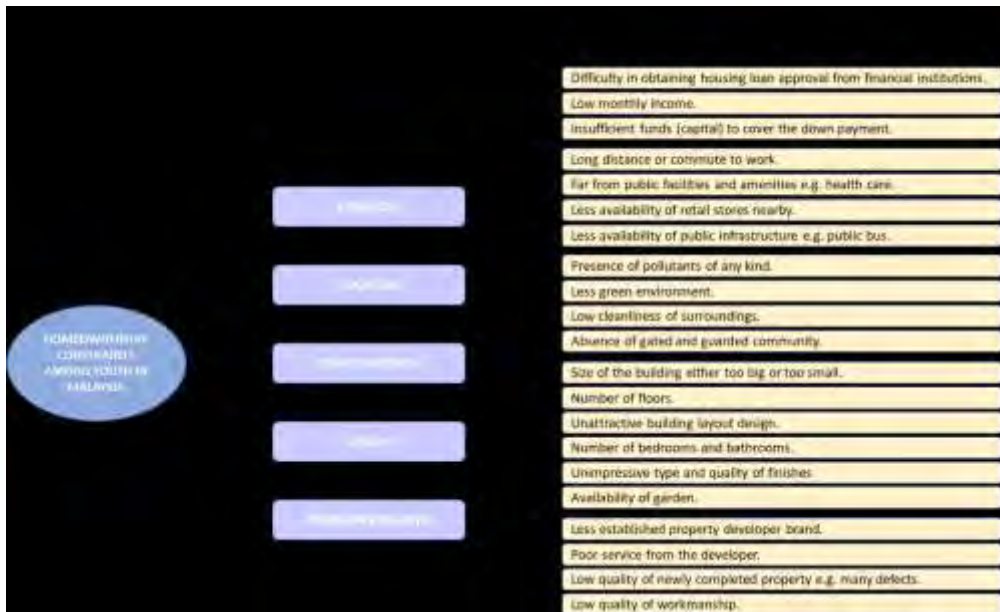 HOMEOWNERSHIP
CONSTRAINTS
AMONG YOUTH IN
MALAYSIA
Difficulty in obtaining housing loan approval from financial institutions.
Low monthly income.
Insufficient funds (capital) to cover the down payment.
Long distance or commute to work.
Far from public facilities and amenities e.g. health care.
Less availability of retail stores nearby.
Less availability of public infrastructure e.g. public bus.
Presence of pollutants of any kind.
Less green environment.
Low cleanliness of surroundings.
Absence of gated and guarded community.
Size of the building either too big or too small.
Number of floors.
Unattractive building layout design.
Number of bedrooms and bathrooms.
Unimpressive type and quality of finishes
Availability of garden.
Less established property developer brand.
Poor service from the developer.
Low quality of newly completed property e.g. many defects.
Low quality of workmanship.